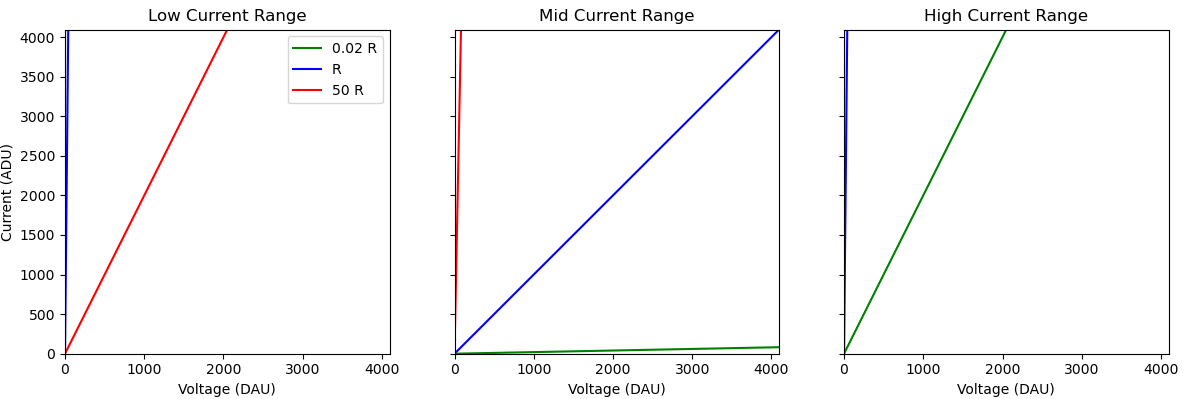 Low Current Range
Mid Current Range
High Current Range
Current (ADU)
4000
3500
3000
2500
2000
1500
1000
500
0
0.02 R
R
50 R
0 1000 2000 3000 4000
0 1000 2000 3000 4000
0 1000 2000 3000 4000
Voltage (DAU)
Voltage (DAU)
Voltage (DAU)